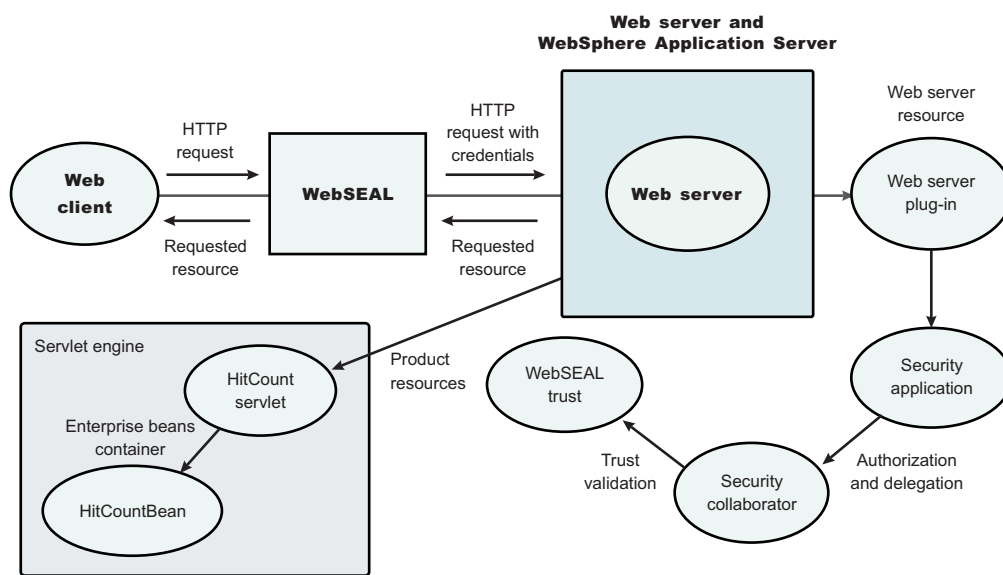 Web server and
WebSphere Application Server
Web server
resource
HTTP
request
HTTP
request with
credentials
Web
client
WebSEAL
Web server
Web server
plug-in
Requested
resource
Requested
resource
Servlet engine
HitCount
servlet
Product
resources
WebSEAL
trust
Security
application
Enterprise beans
container
HitCountBean
Trust
validation
Security
collaborator
Authorization
and delegation